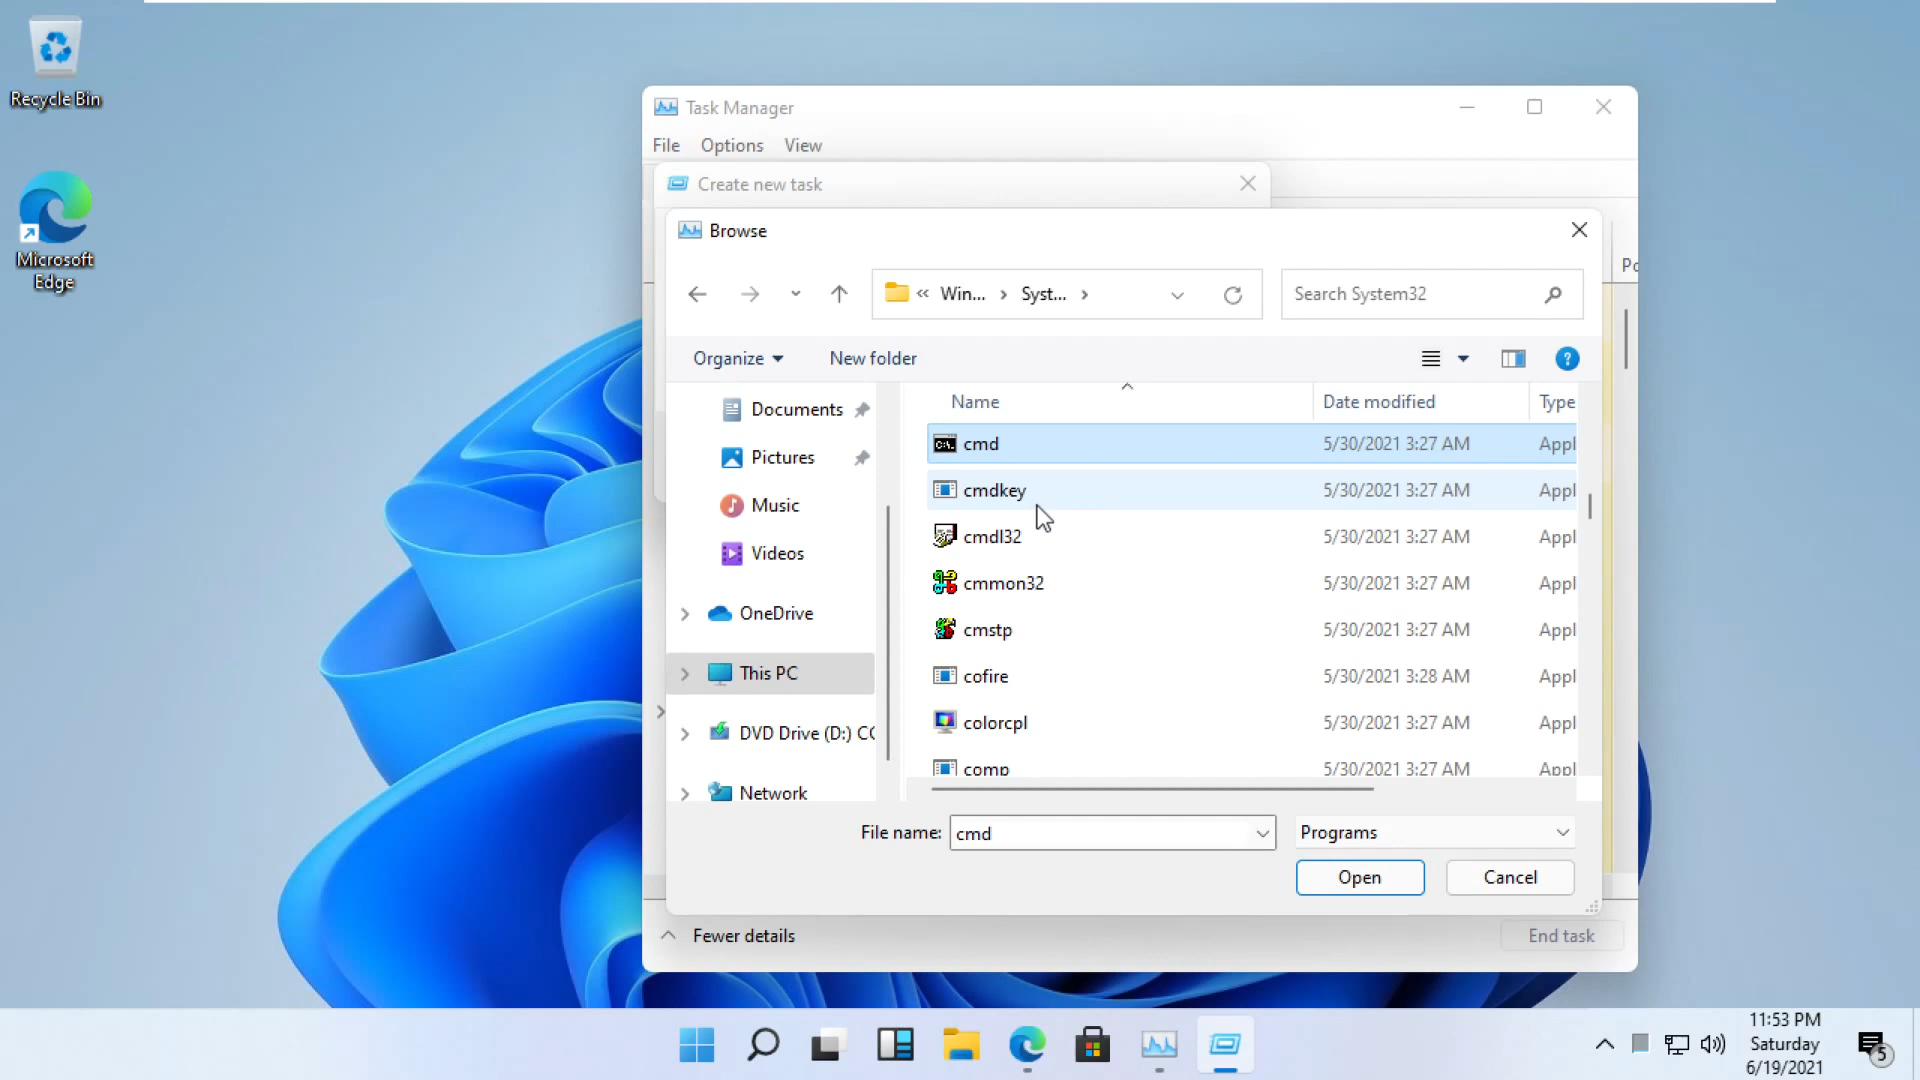 Recycle Bin
Microsoft
Edge
Task Manager
File Options View
Create new task
Browse
« Win... › Syst... ›
Search System32
Organize
New folder
Name
Date modified
Type
Documents
Pictures
Music
Videos
OneDrive
This PC
DVD Drive (D:) CC
Network
cmd 5/30/2021 3:27 AM Appl
cmdkey 5/30/2021 3:27 AM Appl
cmdl32 5/30/2021 3:27 AM Appl
cmmon32 5/30/2021 3:27 AM Appl
cmstp 5/30/2021 3:27 AM Appl
cofire 5/30/2021 3:28 AM Appl
colorcpl 5/30/2021 3:27 AM Appl
comp 5/30/2021 3:27 AM Appl
File name: cmd
Programs
Open
Cancel
Po
Fewer details
End task
11:53 PM
Saturday
6/19/2021
5